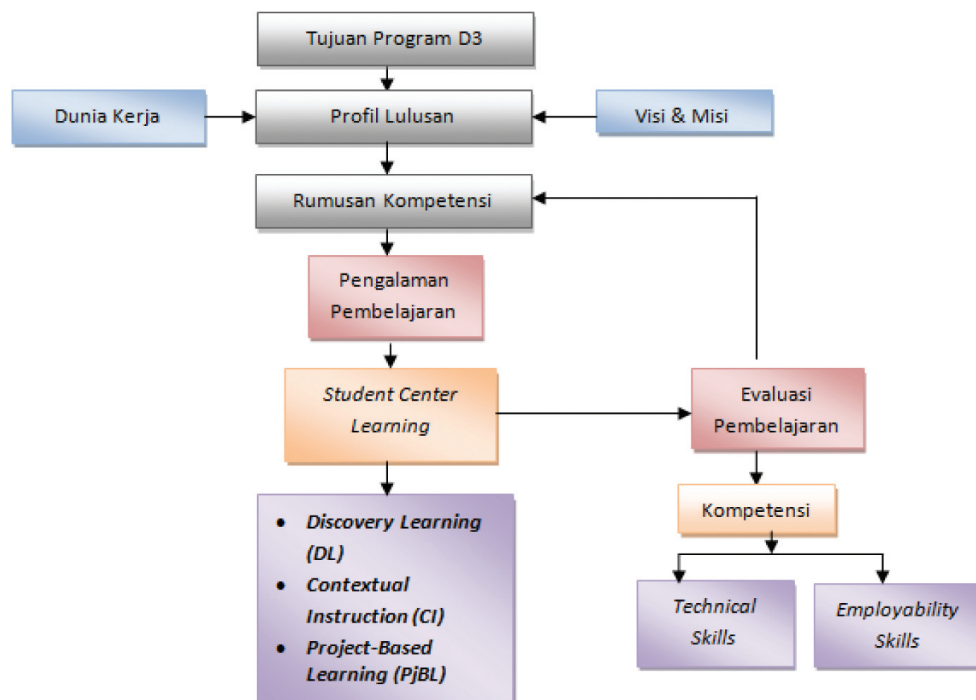 Tujuan Program D3
Dunia Kerja
Profil Lulusan
Visi & Misi
Rumusan Kompetensi
Pengalaman
Pembelajaran
Student Center
Learning
Evaluasi
Pembelajaran
Kompetensi
• Discovery Learning
(DL)
• Contextual
Instruction (CI)
• Project-Based
Learning (PjBL)
Technical
Skills
Employability
Skills